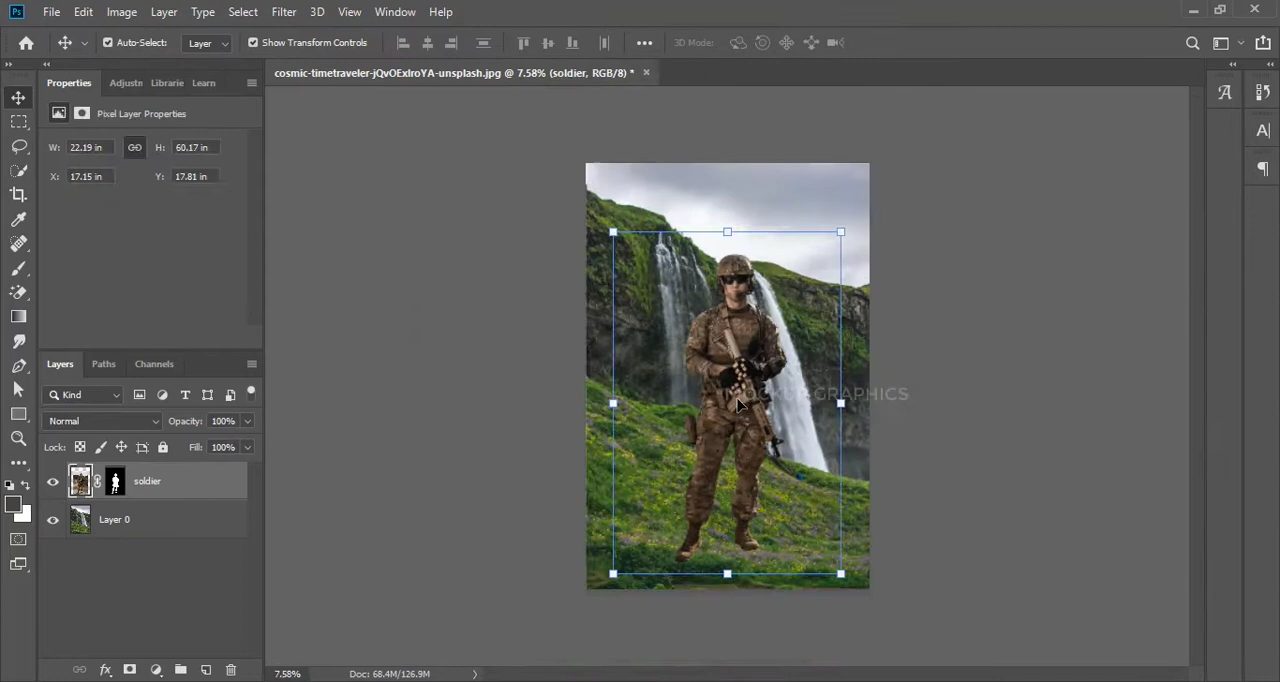 Ps File Edit Image Layer Type Select Filter 3D View Window Help
Auto-Select: Layer Show Transform Controls 3D Mode:
cosmic-timetraveler-jQvOExlroYA-unsplash.jpg @ 7.58% (soldier, RGB/8) *
Properties Adjustn Librarie Learn
Pixel Layer Properties
W: 22.19 in H: 60.17 in
X: 17.15 in Y: 17.81 in
Layers Paths Channels
Kind
Normal Opacity: 100%
Lock: Fill: 100%
soldier
Layer 0
GRAPHICS
7.58% Doc: 68.4M/126.9M